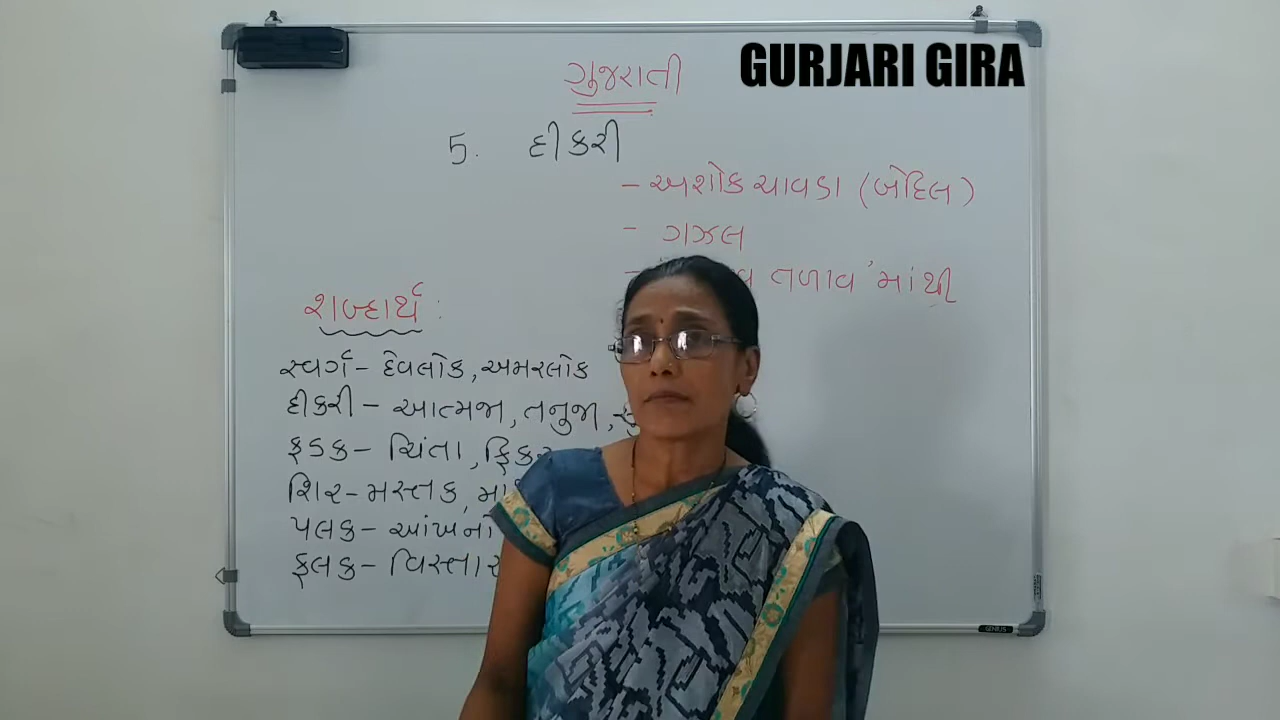 GURJARI GIRA
ગુજરાતી
5. દીકરી
- અશોક ચાવડા (બેદિલ)
- ગઝલ
તળાવ'માંથી
શબ્દાર્થ :
સ્વર્ગ - દેવલોક, અમરલોક
દીકરી - આત્મજા, તનુજા,
ફડક - ચિંતા,
શિર - મસ્તક,
પલક - આંખનો
ફલક - વિસ્તાર
GENIUS